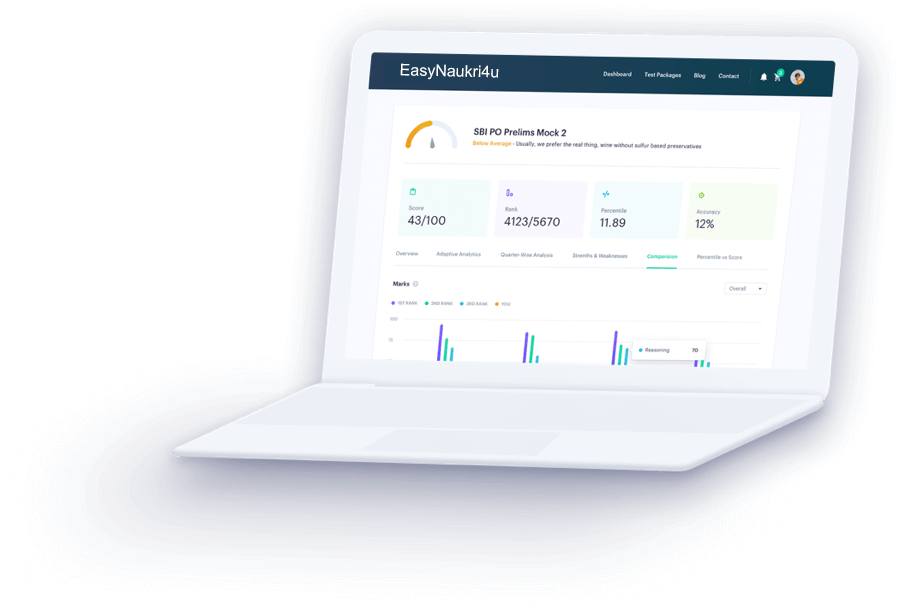 EasyNaukri4u
Dashboard Test Packages Blog Contact
2
SBI PO Prelims Mock 2
Below Average - Usually, we prefer the real thing, wine without sulfur based preservatives
Score Rank Percentile Accuracy
43/100 4123/5670 11.89 12%
Overview Adaptive Analytics Quarter Wise Analysis Strenths & Weaknesses Comparision Percentile vs Score
Marks
Overall
1ST RANK 2ND RANK 3RD RANK YOU
100
75
Reasoning 70